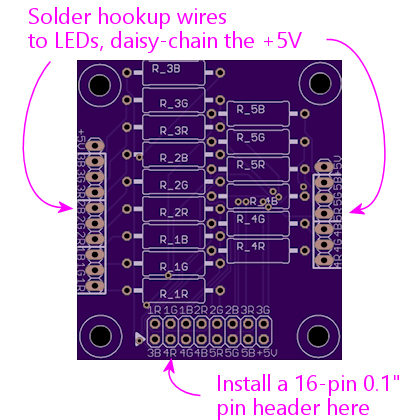 Solder hookup wires
to LEDs, daisy-chain the +5V
R_3B
R_3G
R_3R
R_2B
R_2G
R_2R
R_1B
R_1G
R_1R
R_5B
R_5G
R_5R
R_4B
R_4G
R_4R
+5V 3B 3G 3R 2B 2G 2R 1B 1G 1R
+5V 5B 5G 5R 4B 4G 4R
1R 1G 1B 2R 2G 2B 3R 3G
3B 4R 4G 4B 5R 5G 5B +5V
Install a 16-pin 0.1"
pin header here